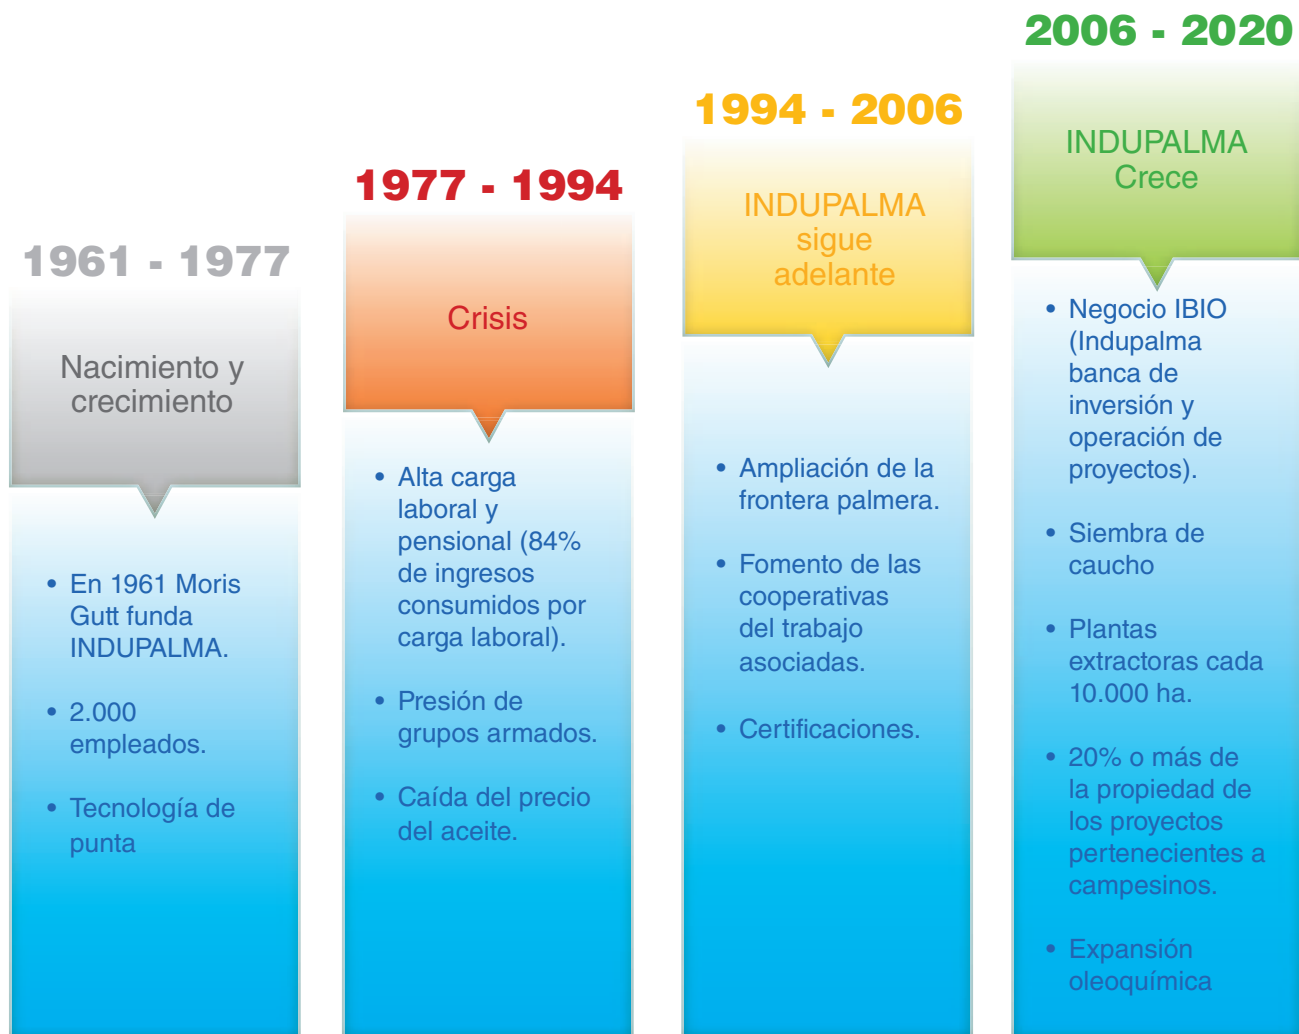 1961 - 1977
Nacimiento y
crecimiento
• En 1961 Moris
Gutt funda
INDUPALMA.
• 2.000
empleados.
• Tecnología de
punta
1977 - 1994
Crisis
• Alta carga
laboral y
pensional (84%
de ingresos
consumidos por
carga laboral).
• Presión de
grupos armados.
• Caída del precio
del aceite.
1994 - 2006
INDUPALMA
sigue
adelante
• Ampliación de la
frontera palmera.
• Fomento de las
cooperativas
del trabajo
asociadas.
• Certificaciones.
2006 - 2020
INDUPALMA
Crece
• Negocio IBIO
(Indupalma
banca de
inversión y
operación de
proyectos).
• Siembra de
caucho
• Plantas
extractoras cada
10.000 ha.
• 20% o más de
la propiedad de
los proyectos
pertenecientes a
campesinos.
• Expansión
oleoquímica